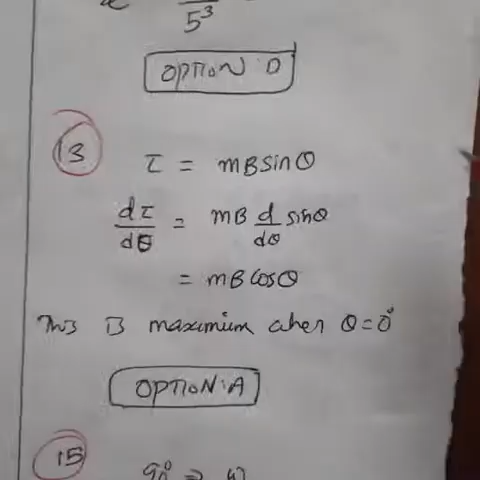 5³
OPTION D
13
τ = mB sinθ
dτ/dθ = mB d/dθ sinθ
= mB cosθ
This is maximum when θ = 0°
OPTION: A
15
90° ⇒